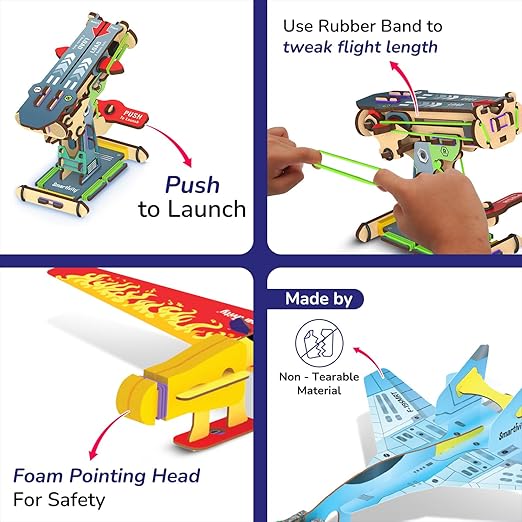 PUSH
to Launch
Smartivity
Push
to Launch
Use Rubber Band to
tweak flight length
Smartivity
Foam Pointing Head
For Safety
Made by
Non - Tearable
Material
Smartivity